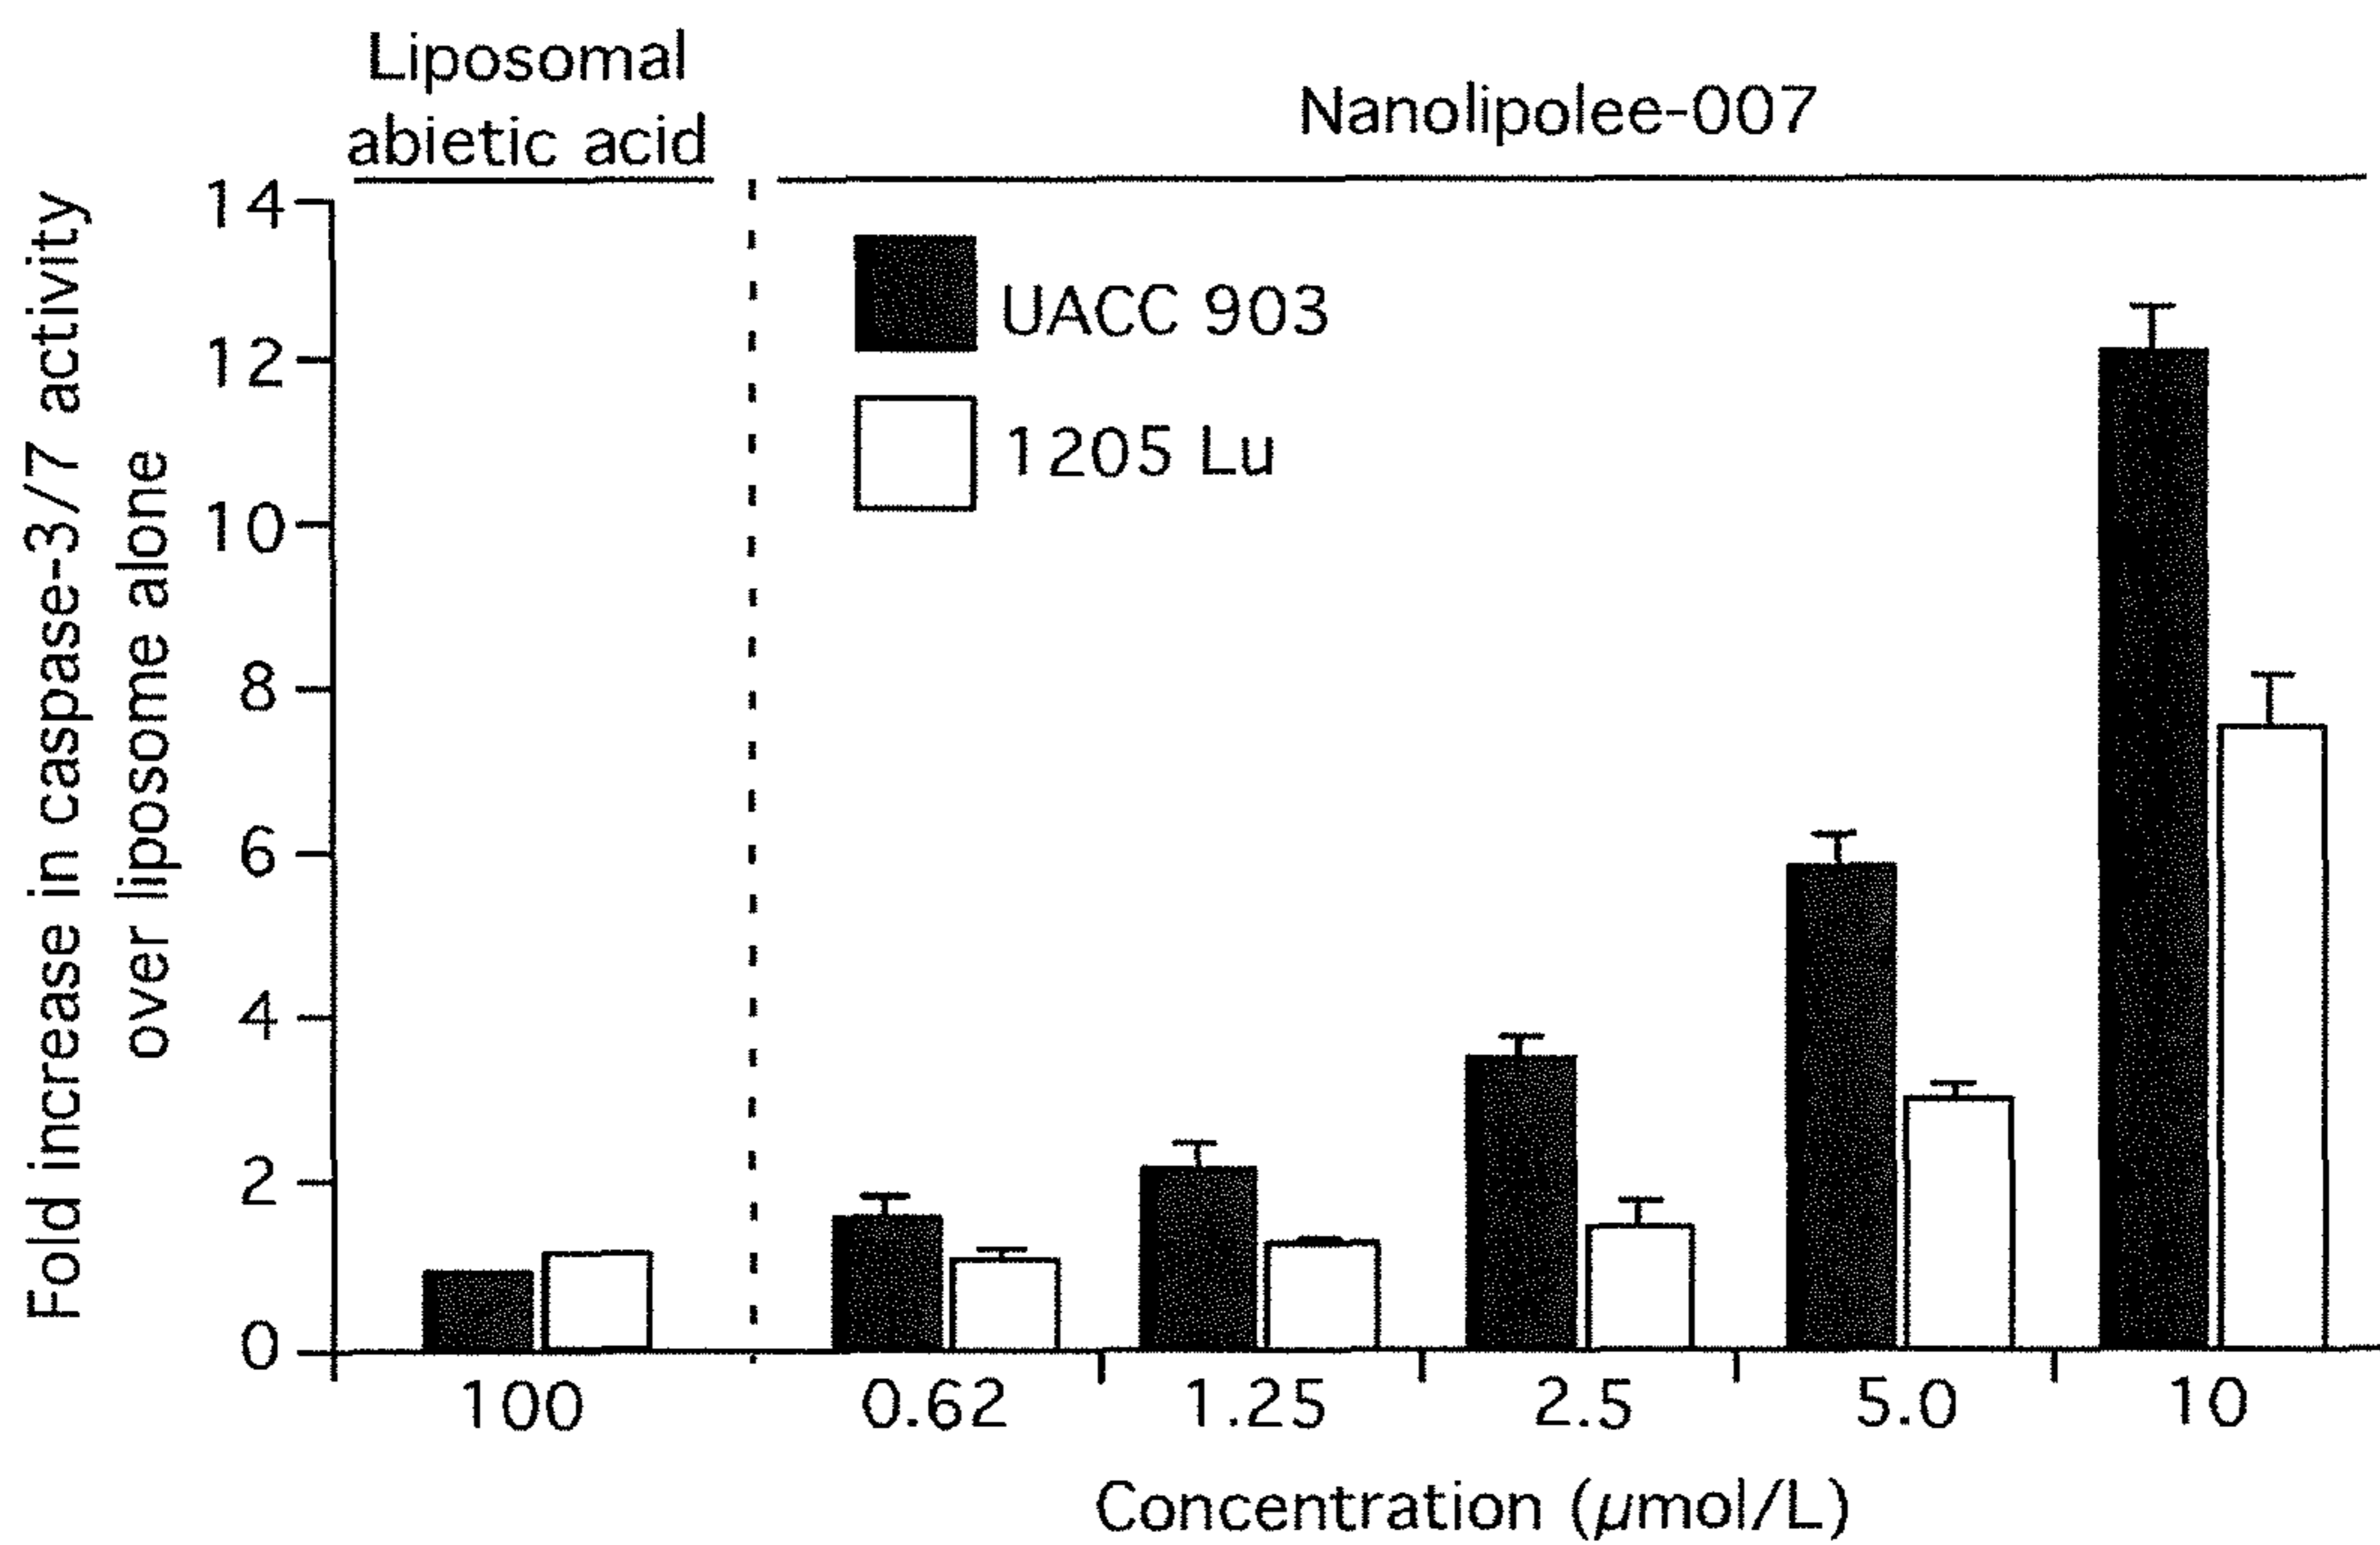 Liposomal
abietic acid
Nanolipolee-007
Fold increase in caspase-3/7 activity
over liposome alone
14
12
10
8
6
4
2
0
UACC 903
1205 Lu
100
0.62
1.25
2.5
5.0
10
Concentration (μmol/L)